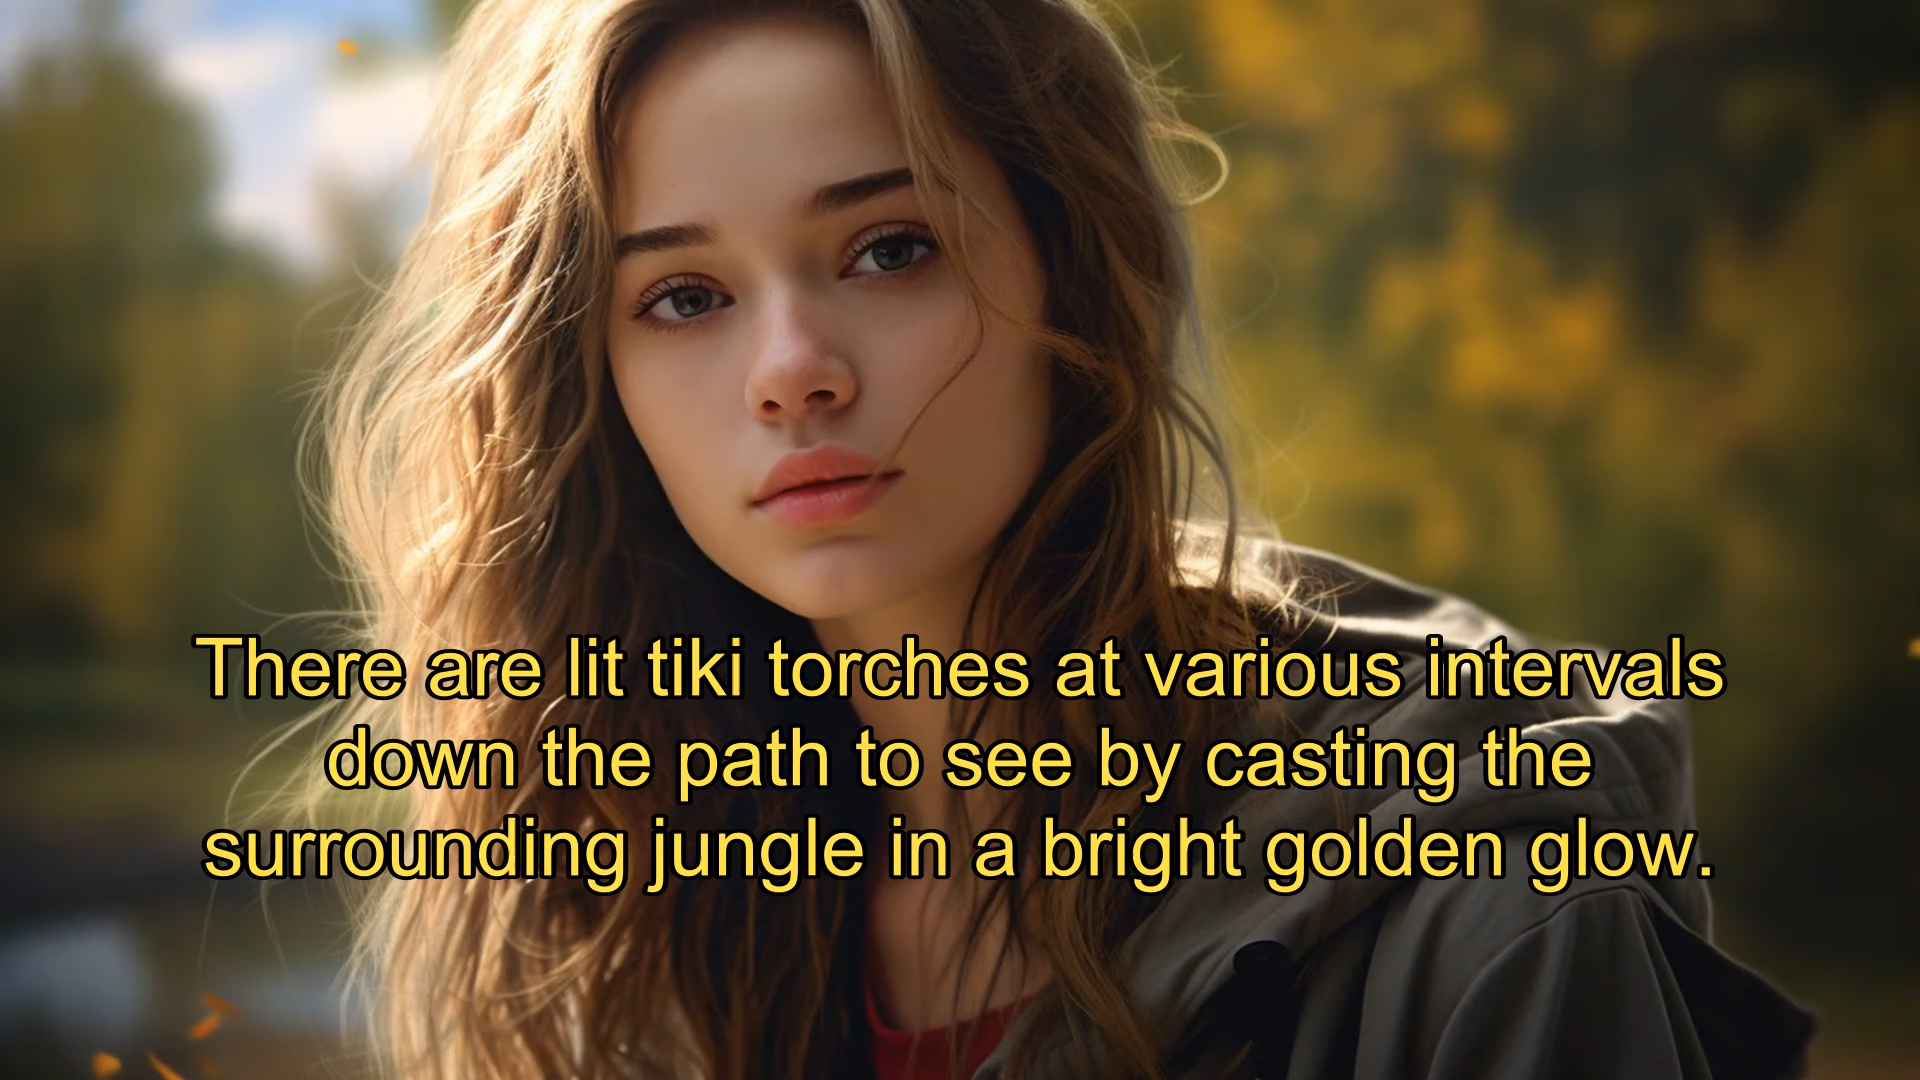 There are lit tiki torches at various intervals
down the path to see by casting the
surrounding jungle in a bright golden glow.